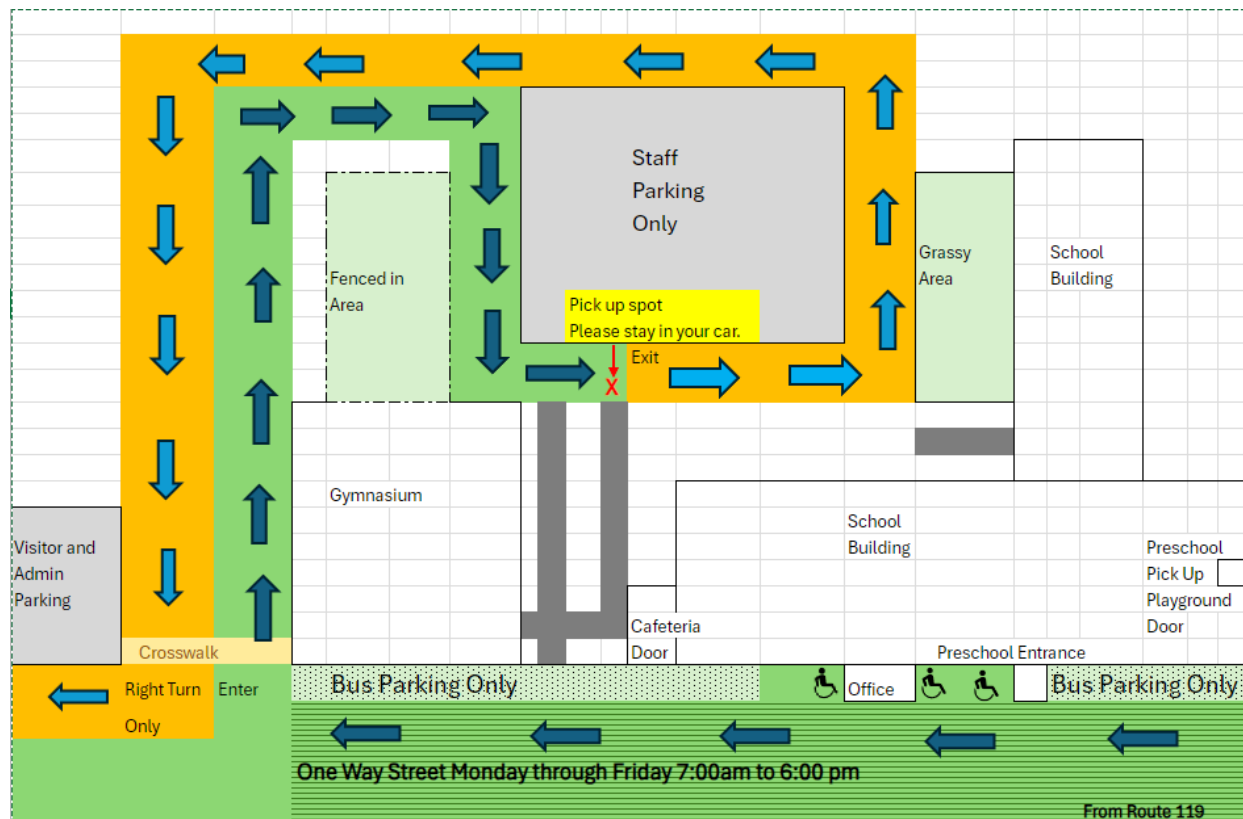 Staff
Parking
Only
Grassy
Area
School
Building
Fenced in
Area
Pick up spot
Please stay in your car.
Exit
X
Gymnasium
School
Building
Visitor and
Admin
Parking
Preschool
Pick Up
Playground
Door
Cafeteria
Door
Crosswalk
Preschool Entrance
Right Turn
Only
Enter
Bus Parking Only
Office
Bus Parking Only
One Way Street Monday through Friday 7:00am to 6:00 pm
From Route 119